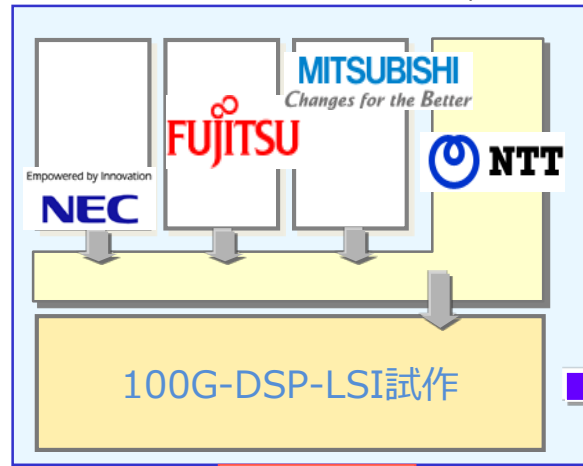 MITSUBISHI
Changes for the Better
FUJITSU
NTT
Empowered by Innovation
NEC
100G-DSP-LSI試作